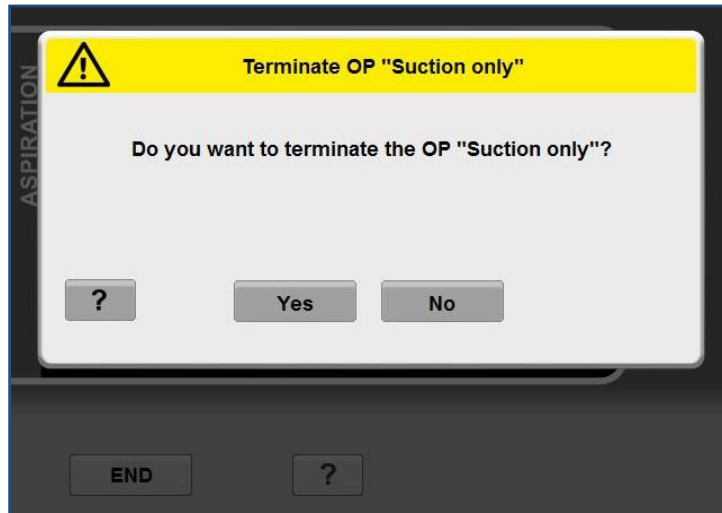 ASPIRATION
Terminate OP "Suction only"
Do you want to terminate the OP "Suction only"?
?
Yes
No
END
?